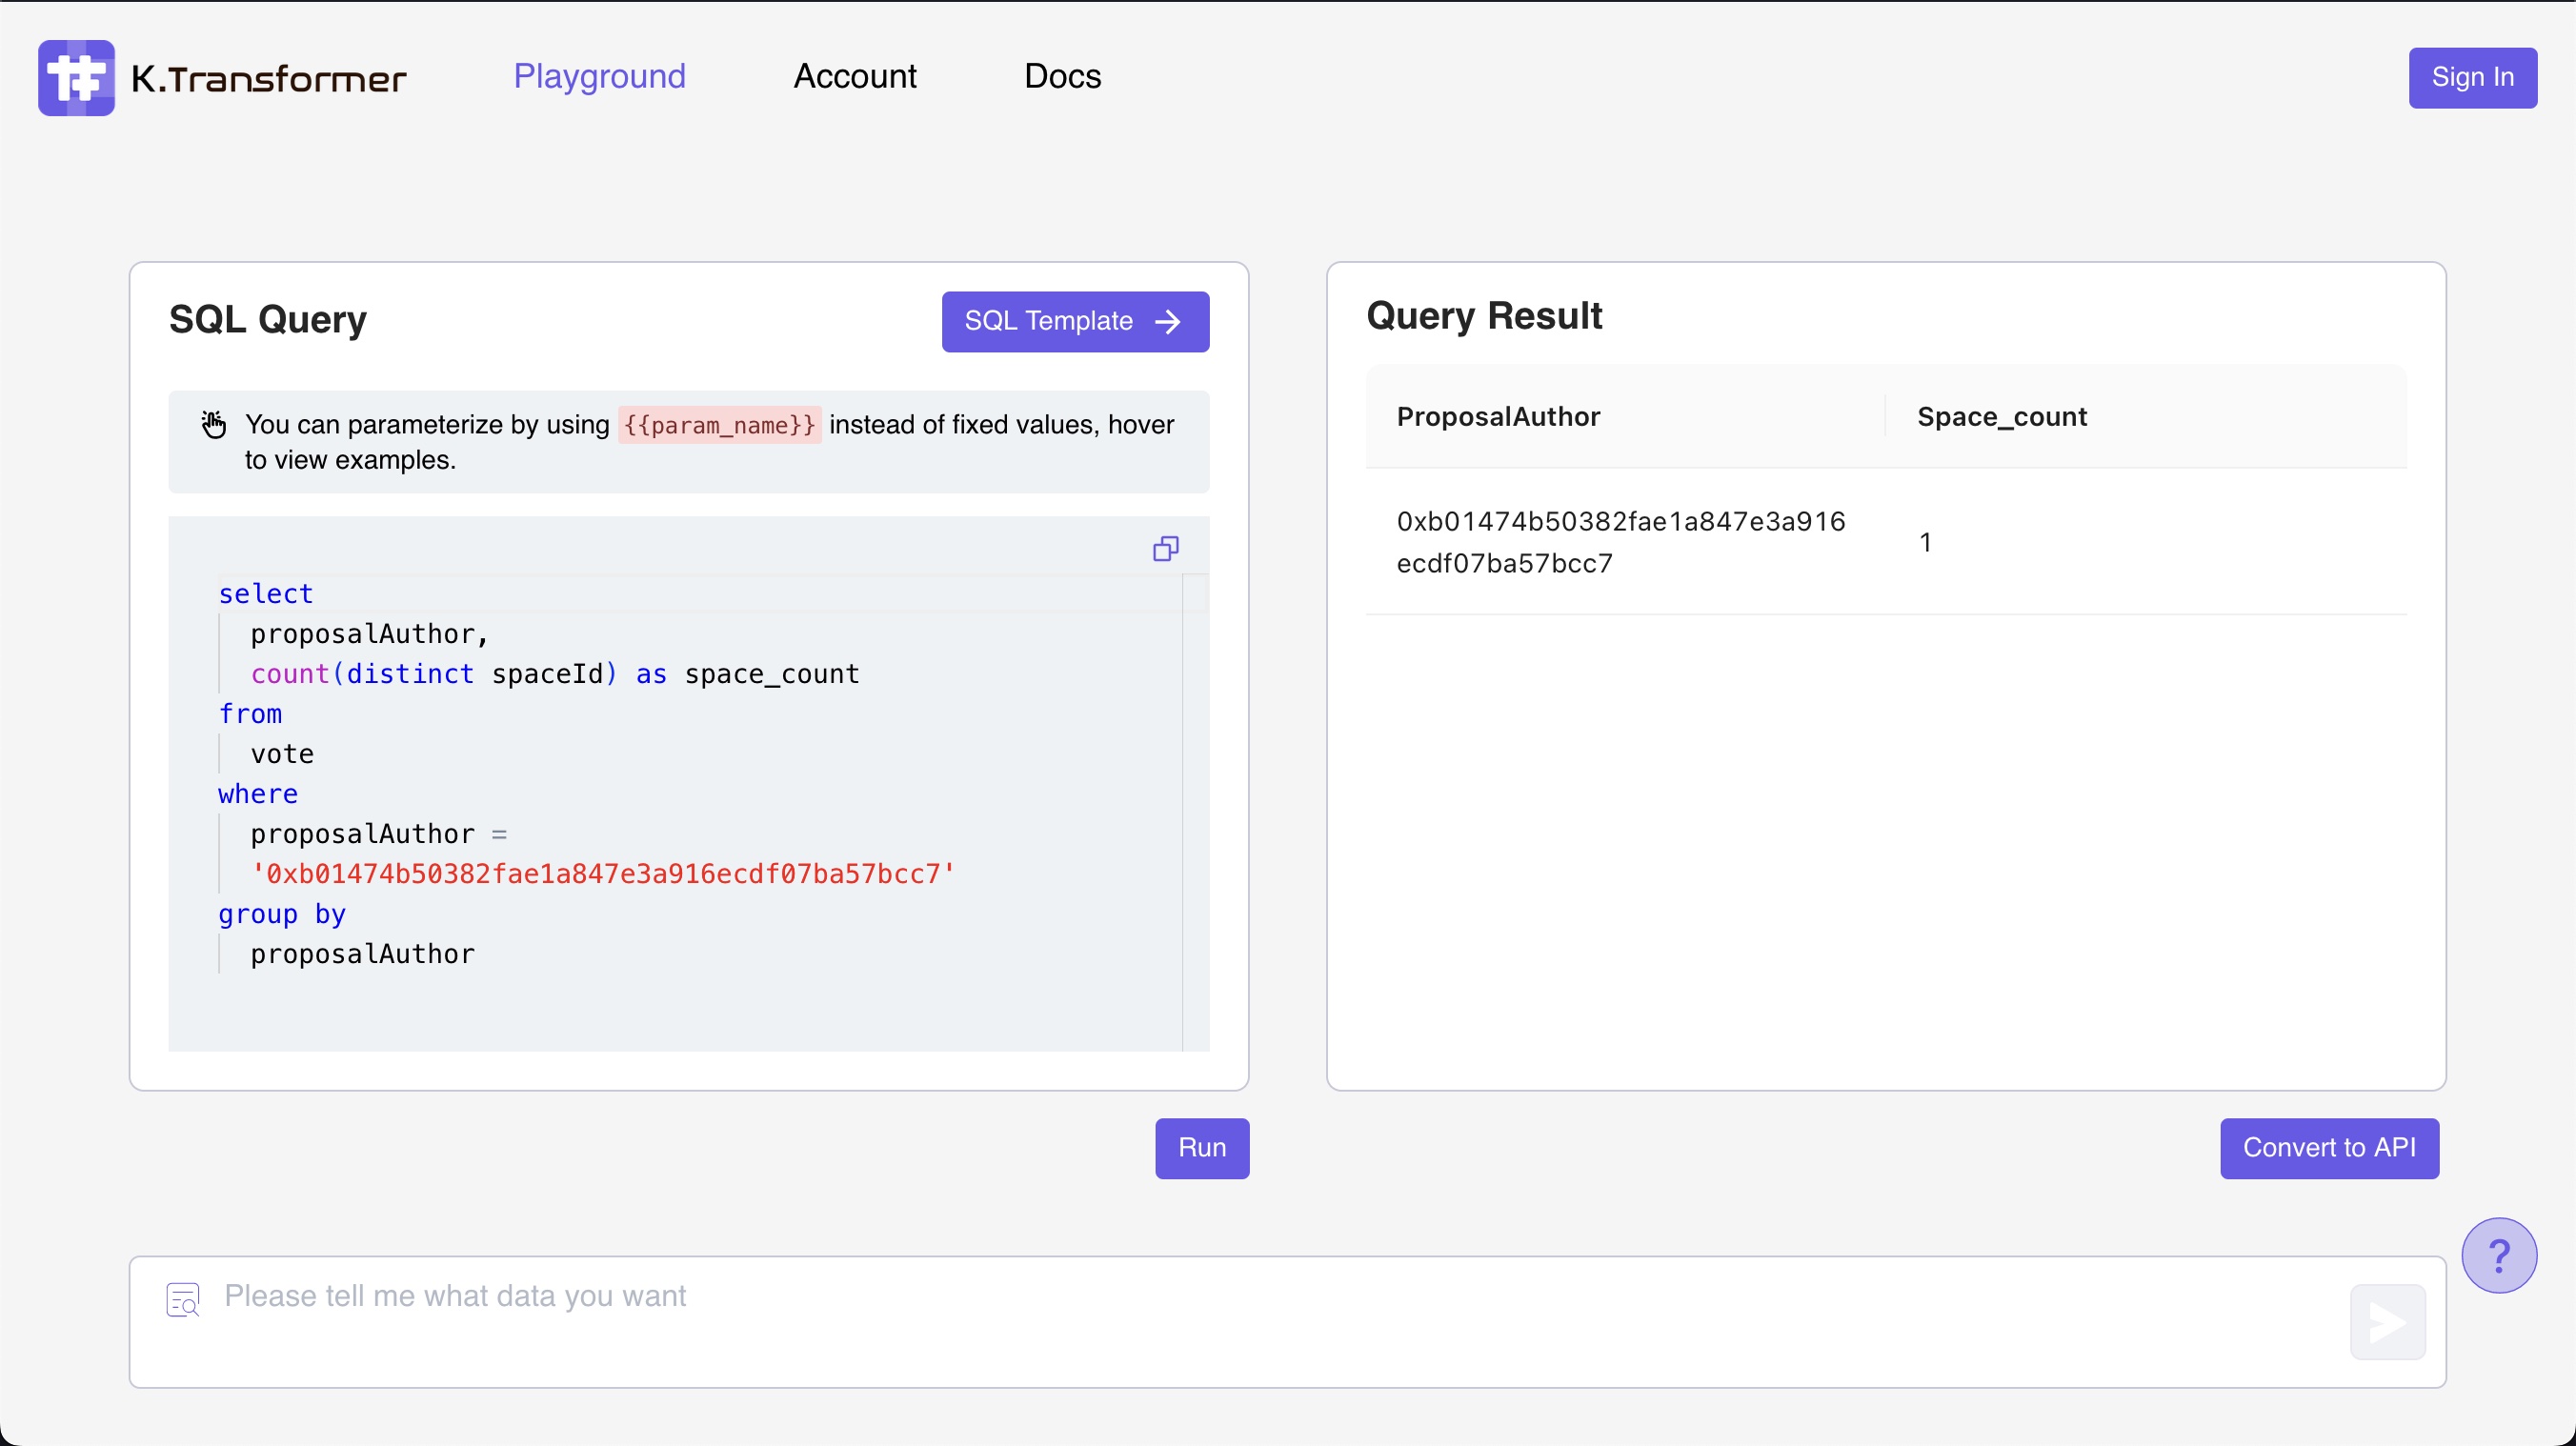 K.Transformer
Playground
Account
Docs
Sign In
SQL Query
SQL Template
You can parameterize by using {{param_name}} instead of fixed values, hover
to view examples.
select
proposalAuthor,
count(distinct spaceId) as space_count
from
vote
where
proposalAuthor =
'0xb01474b50382fae1a847e3a916ecdf07ba57bcc7'
group by
proposalAuthor
Run
Query Result
ProposalAuthor
Space_count
0xb01474b50382fae1a847e3a916
ecdf07ba57bcc7
1
Convert to API
?
Please tell me what data you want